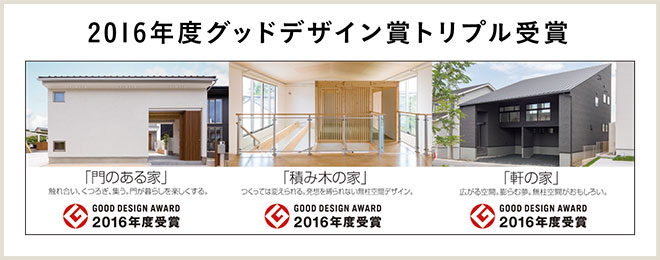 2016年度グッドデザイン賞トリプル受賞
「門のある家」
触れ合い、くつろぎ、集う。門が暮らしを楽しくする。
GOOD DESIGN AWARD
2016年度受賞
「積み木の家」
つくっては変えられる。発想を縛られない無柱空間デザイン。
GOOD DESIGN AWARD
2016年度受賞
「軒の家」
広がる空間。膨らむ夢。無柱空間がおもしろい。
GOOD DESIGN AWARD
2016年度受賞